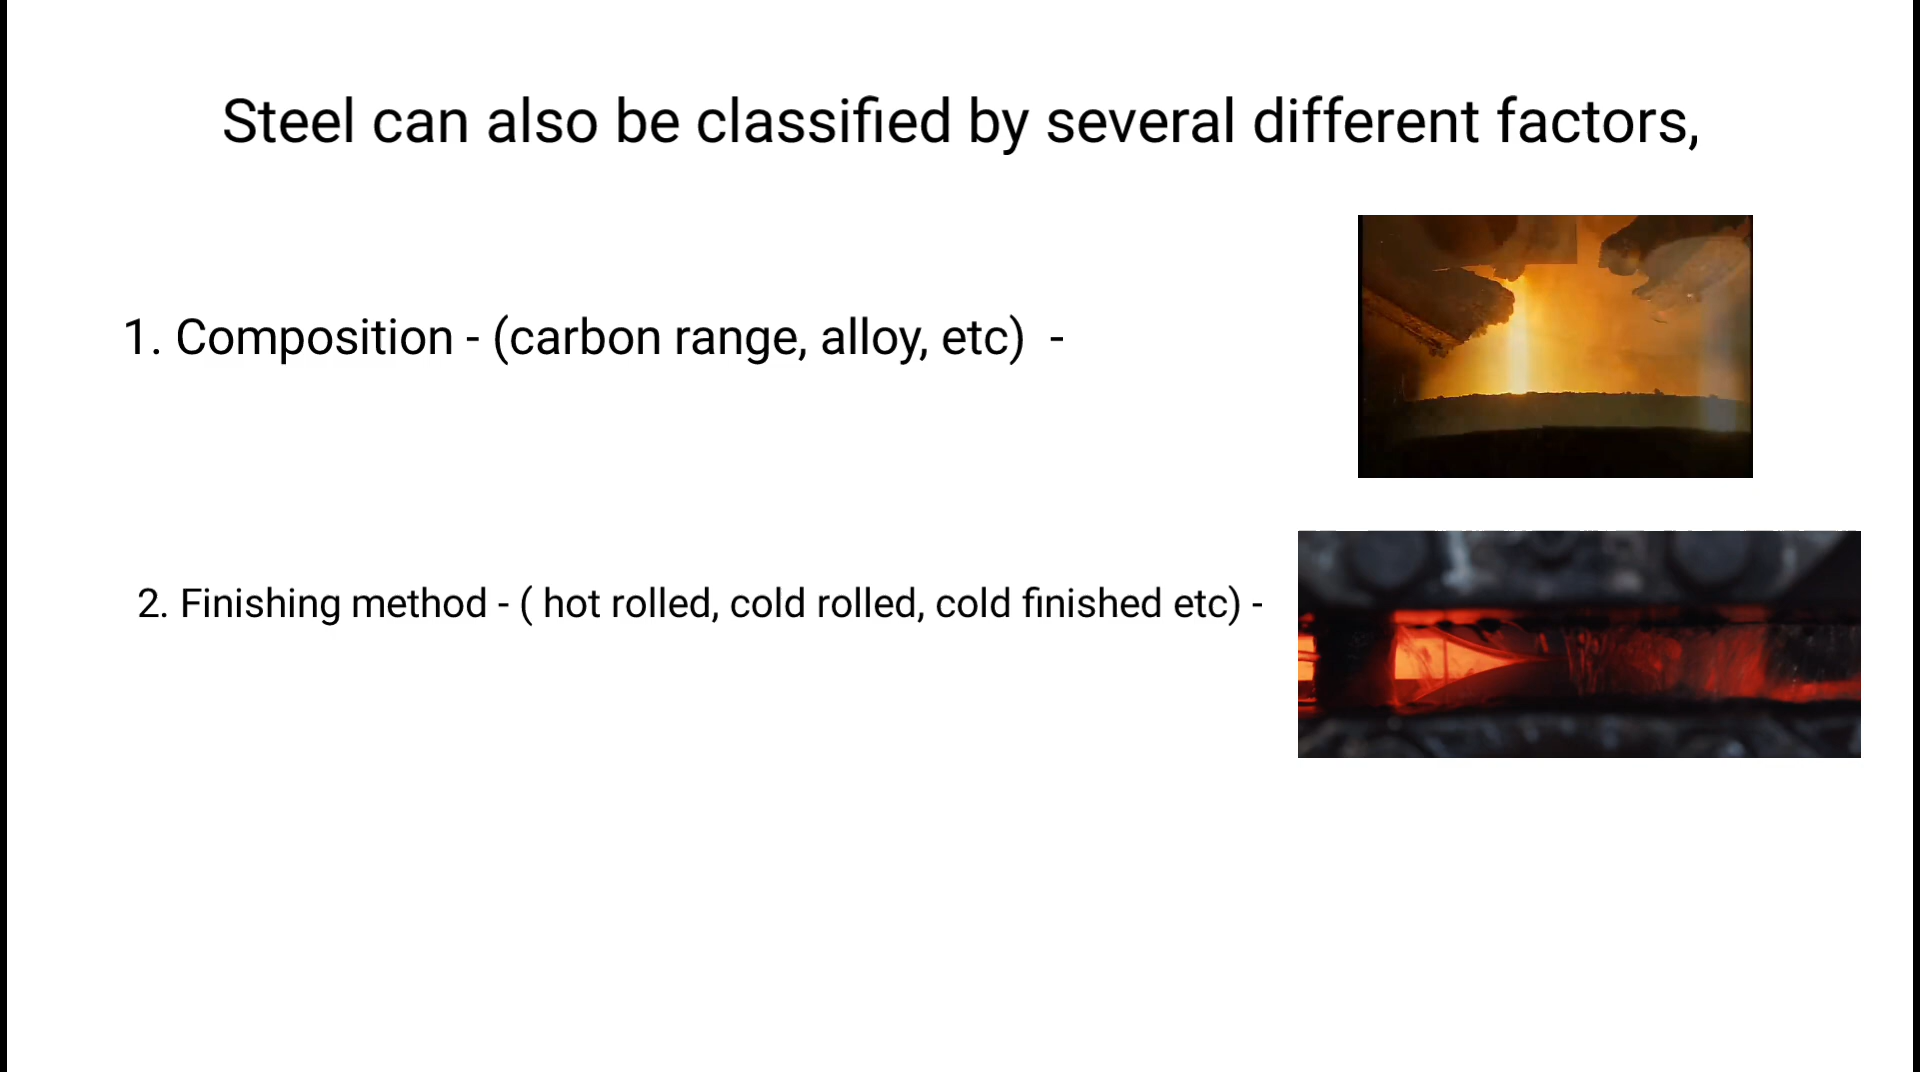 Steel can also be classified by several different factors,
1. Composition - (carbon range, alloy, etc)  -
2. Finishing method - ( hot rolled, cold rolled, cold finished etc) -